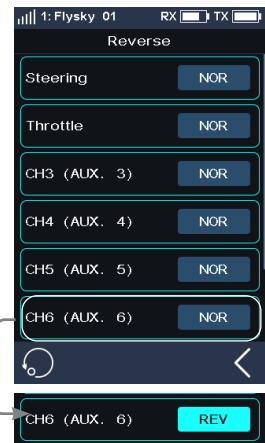 1: Flysky 01 RX TX
Reverse
Steering NOR
Throttle NOR
CH3 (AUX. 3) NOR
CH4 (AUX. 4) NOR
CH5 (AUX. 5) NOR
CH6 (AUX. 6) NOR
CH6 (AUX. 6) REV